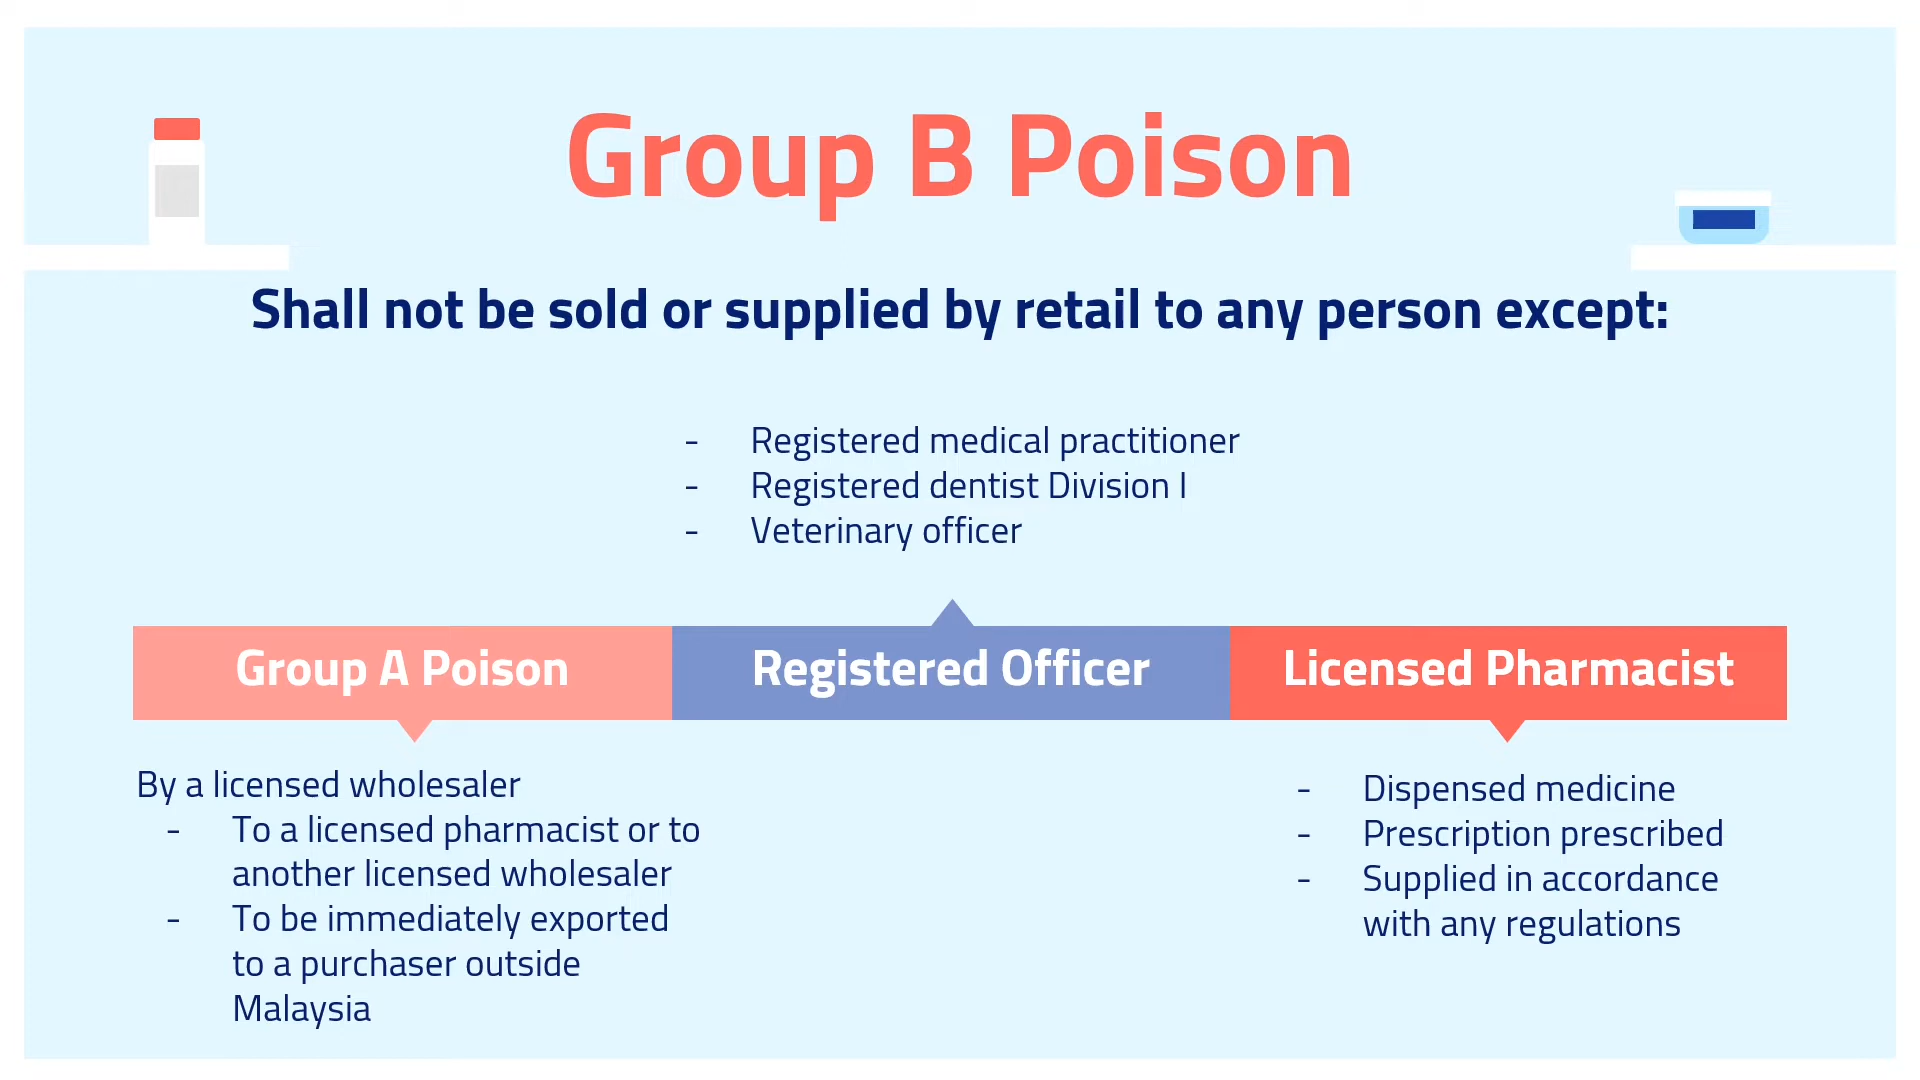 Group B Poison
Shall not be sold or supplied by retail to any person except:
- Registered medical practitioner
- Registered dentist Division I
- Veterinary officer
Group A Poison
Registered Officer
Licensed Pharmacist
By a licensed wholesaler
- To a licensed pharmacist or to
another licensed wholesaler
- To be immediately exported
to a purchaser outside
Malaysia
- Dispensed medicine
- Prescription prescribed
- Supplied in accordance
with any regulations